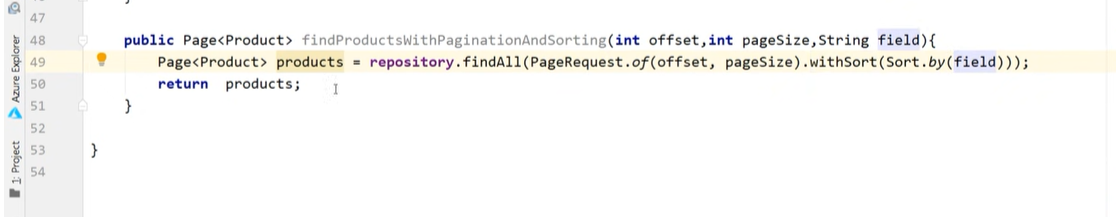 47
48 public Page<Product> findProductsWithPaginationAndSorting(int offset,int pageSize,String field){
49 Page<Product> products = repository.findAll(PageRequest.of(offset, pageSize).withSort(Sort.by(field)));
50 return  products;
51 }
52
53 }
54
Azure Explorer
1: Project